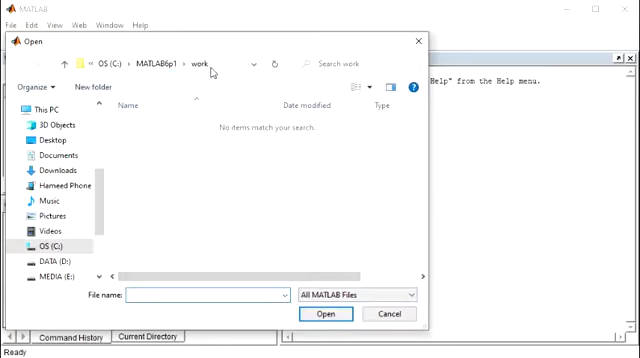 MATLAB
File Edit View Web Window Help
Open
« OS (C:) › MATLAB6p1 › work
Search work
Organize
New folder
Help" from the Help menu.
This PC
Name Date modified Type
3D Objects
No items match your search.
Desktop
Documents
Downloads
Hameed Phone
Music
Pictures
Videos
OS (C:)
DATA (D:)
MEDIA (E:)
File name:
All MATLAB Files
Open Cancel
Command History Current Directory
Ready